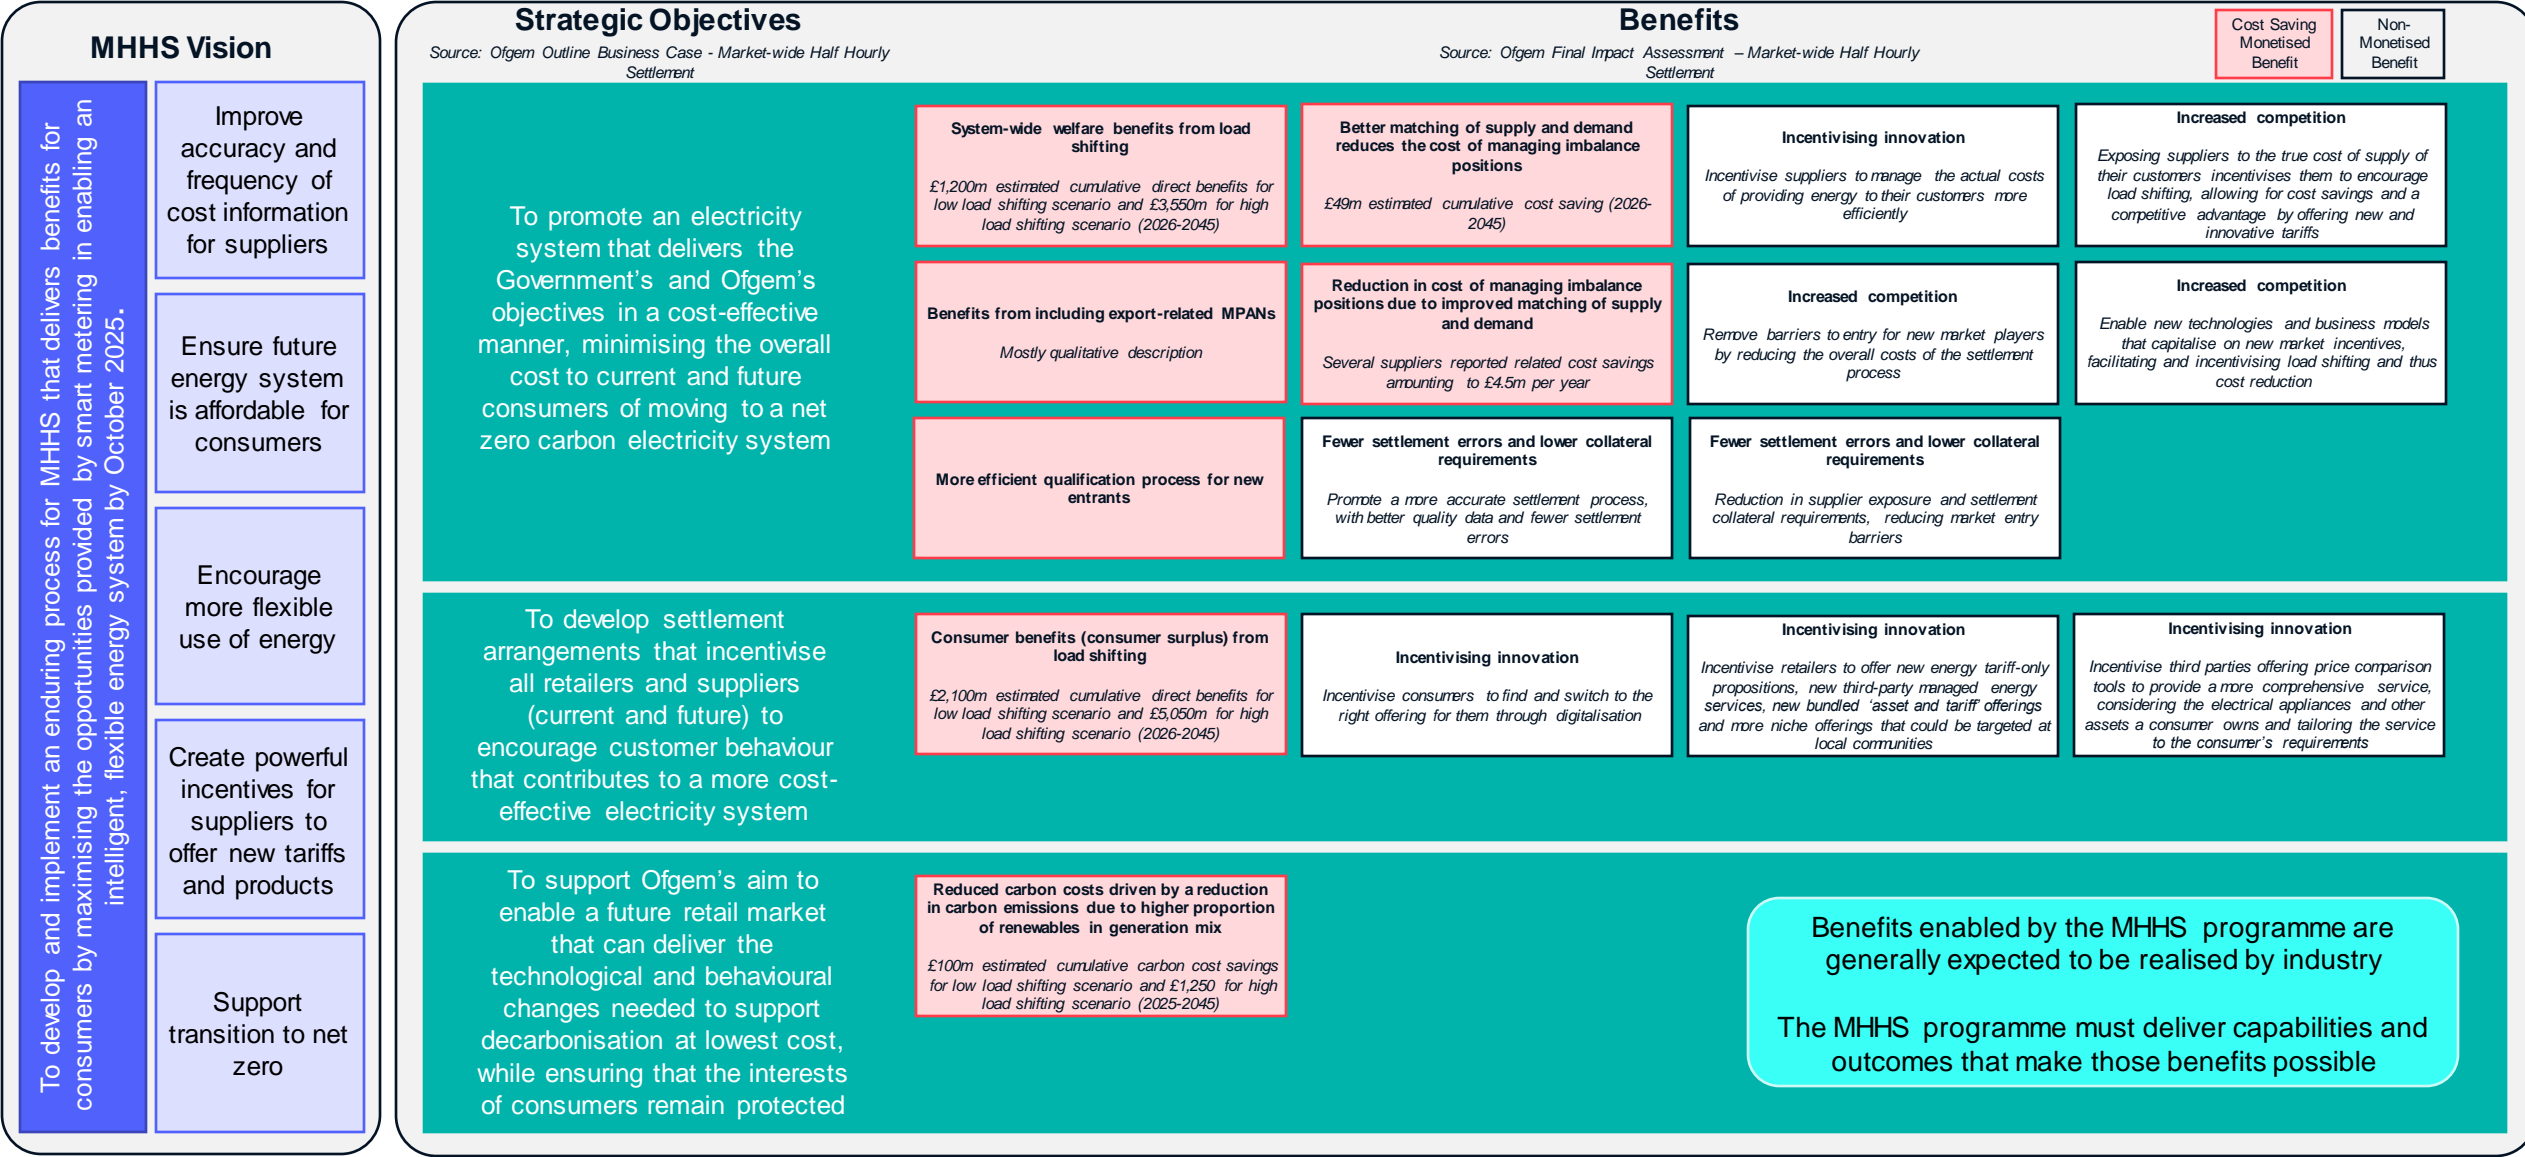 MHHS Vision
To develop and implement an enduring process for MHHS that delivers benefits for
consumers by maximising the opportunities provided by smart metering in enabling an
intelligent, flexible energy system by October 2025.
Improve
accuracy and
frequency of
cost information
for suppliers
Ensure future
energy system
is affordable for
consumers
Encourage
more flexible
use of energy
Create powerful
incentives for
suppliers to
offer new tariffs
and products
Support
transition to net
zero
Strategic Objectives
Source: Ofgem Outline Business Case - Market-wide Half Hourly
Settlement
Benefits
Source: Ofgem Final Impact Assessment – Market-wide Half Hourly
Settlement
Cost Saving
Monetised
Benefit
Non-
Monetised
Benefit
To promote an electricity
system that delivers the
Government's and Ofgem's
objectives in a cost-effective
manner, minimising the overall
cost to current and future
consumers of moving to a net
zero carbon electricity system
System-wide welfare benefits from load
shifting
£1,200m estimated cumulative direct benefits for
low load shifting scenario and £3,550m for high
load shifting scenario (2026-2045)
Better matching of supply and demand
reduces the cost of managing imbalance
positions
£49m estimated cumulative cost saving (2026-
2045)
Incentivising innovation
Incentivise suppliers to manage the actual costs
of providing energy to their customers more
efficiently
Increased competition
Exposing suppliers to the true cost of supply of
their customers incentivises them to encourage
load shifting, allowing for cost savings and a
competitive advantage by offering new and
innovative tariffs
Benefits from including export-related MPANs
Mostly qualitative description
Reduction in cost of managing imbalance
positions due to improved matching of supply
and demand
Several suppliers reported related cost savings
amounting to £4.5m per year
Increased competition
Remove barriers to entry for new market players
by reducing the overall costs of the settlement
process
Increased competition
Enable new technologies and business models
that capitalise on new market incentives,
facilitating and incentivising load shifting and thus
cost reduction
More efficient qualification process for new
entrants
Fewer settlement errors and lower collateral
requirements
Promote a more accurate settlement process,
with better quality data and fewer settlement
errors
Fewer settlement errors and lower collateral
requirements
Reduction in supplier exposure and settlement
collateral requirements, reducing market entry
barriers
To develop settlement
arrangements that incentivise
all retailers and suppliers
(current and future) to
encourage customer behaviour
that contributes to a more cost-
effective electricity system
Consumer benefits (consumer surplus) from
load shifting
£2,100m estimated cumulative direct benefits for
low load shifting scenario and £5,050m for high
load shifting scenario (2026-2045)
Incentivising innovation
Incentivise consumers to find and switch to the
right offering for them through digitalisation
Incentivising innovation
Incentivise retailers to offer new energy tariff-only
propositions, new third-party managed energy
services, new bundled ‘asset and tariff’ offerings
and more niche offerings that could be targeted at
local communities
Incentivising innovation
Incentivise third parties offering price comparison
tools to provide a more comprehensive service,
considering the electrical appliances and other
assets a consumer owns and tailoring the service
to the consumer's requirements
To support Ofgem's aim to
enable a future retail market
that can deliver the
technological and behavioural
changes needed to support
decarbonisation at lowest cost,
while ensuring that the interests
of consumers remain protected
Reduced carbon costs driven by a reduction
in carbon emissions due to higher proportion
of renewables in generation mix
£100m estimated cumulative carbon cost savings
for low load shifting scenario and £1,250 for high
load shifting scenario (2025-2045)
Benefits enabled by the MHHS programme are
generally expected to be realised by industry
The MHHS programme must deliver capabilities and
outcomes that make those benefits possible